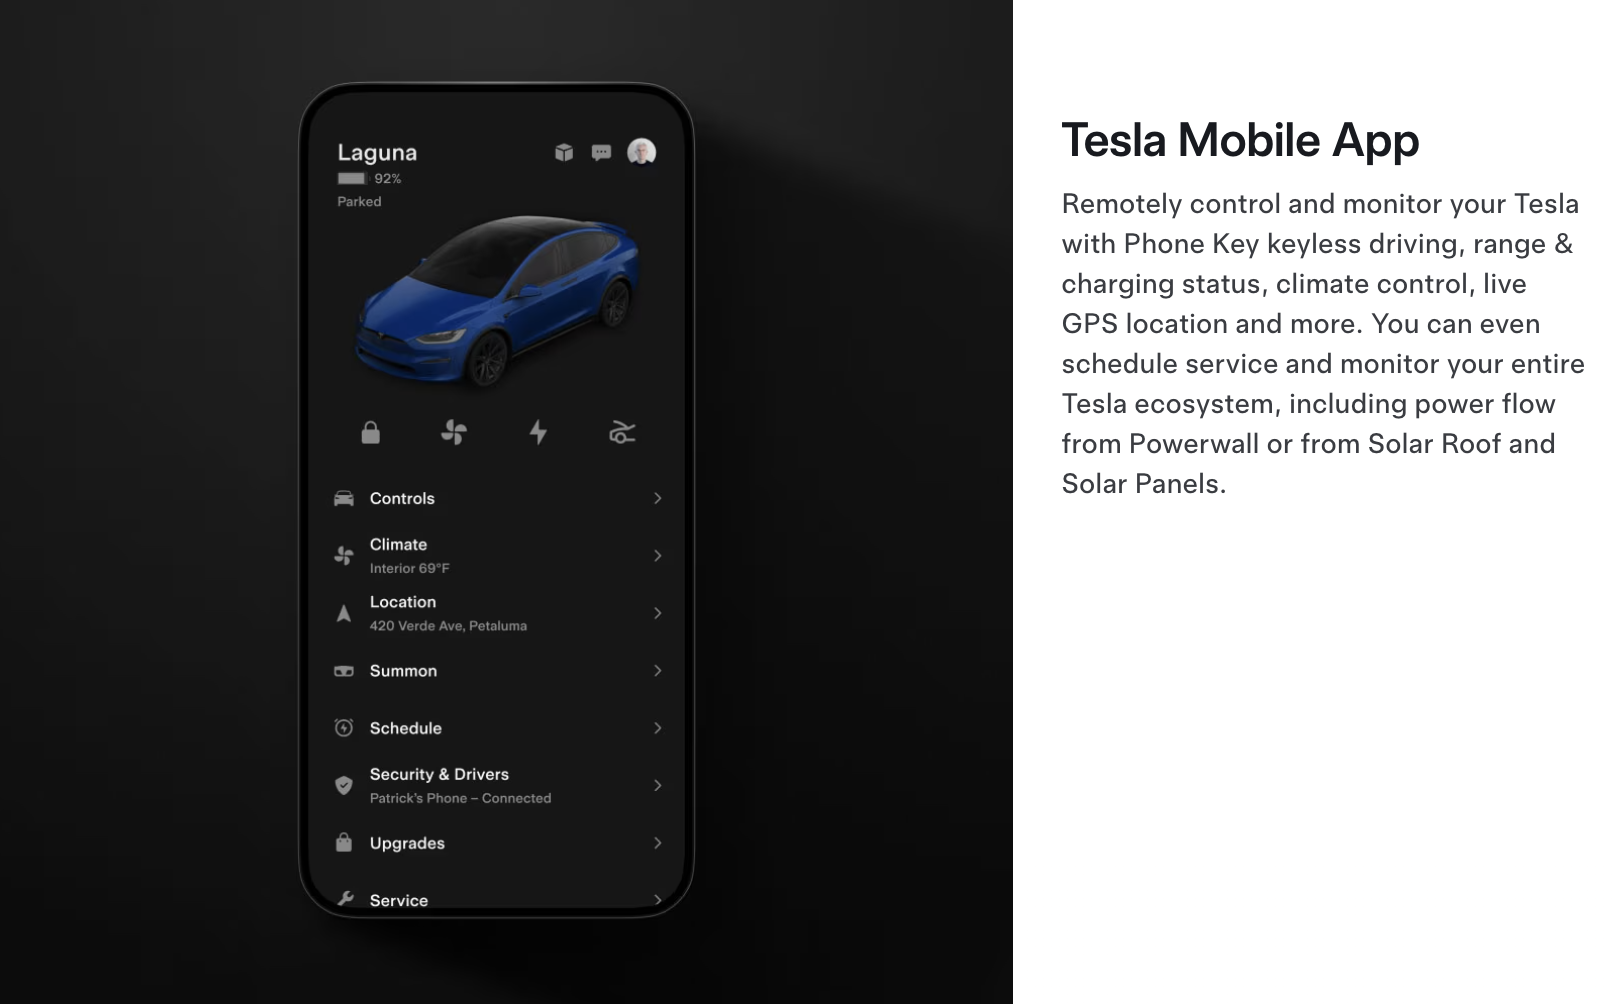 Laguna
92%
Parked
Controls
Climate
Interior 69°F
Location
420 Verde Ave, Petaluma
Summon
Schedule
Security & Drivers
Patrick's Phone – Connected
Upgrades
Service
Tesla Mobile App
Remotely control and monitor your Tesla
with Phone Key keyless driving, range &
charging status, climate control, live
GPS location and more. You can even
schedule service and monitor your entire
Tesla ecosystem, including power flow
from Powerwall or from Solar Roof and
Solar Panels.